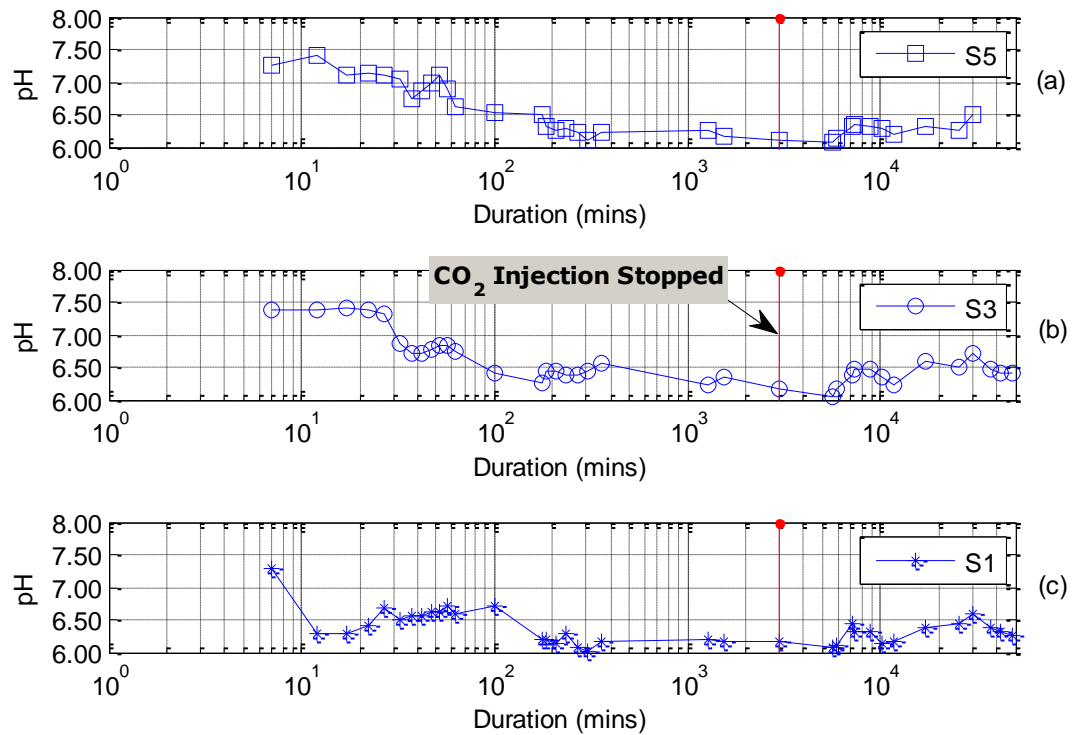 8.00
7.50
7.00
6.50
6.00
pH
S5
(a)
10^0 10^1 10^2 10^3 10^4
Duration (mins)
8.00
7.50
7.00
6.50
6.00
pH
CO_2 Injection Stopped
S3
(b)
10^0 10^1 10^2 10^3 10^4
Duration (mins)
8.00
7.50
7.00
6.50
6.00
pH
S1
(c)
10^0 10^1 10^2 10^3 10^4
Duration (mins)